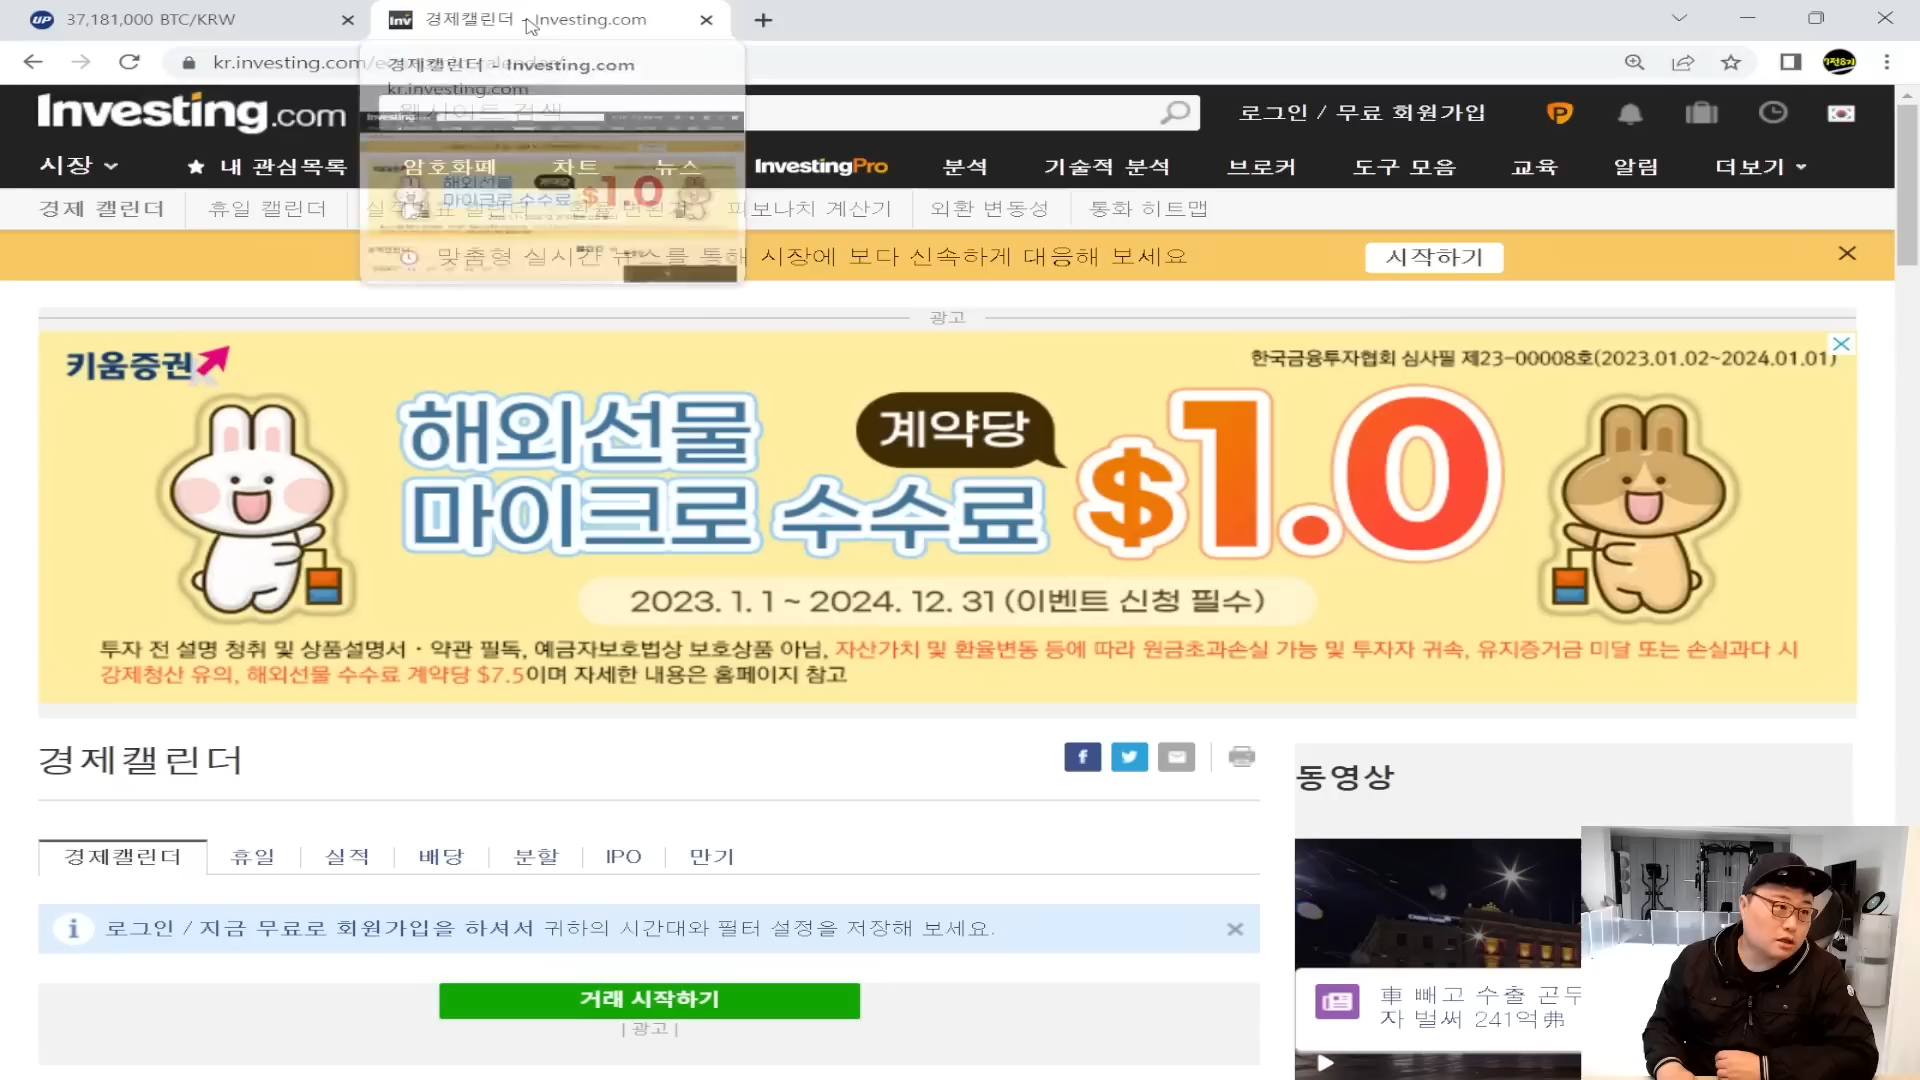 UP 37,181,000 BTC/KRW
Inv 경제캘린더 - Investing.com
kr.investing.com/e
경제캘린더 - Investing.com
kr.investing.com
Investing.com
웹사이트 검색
로그인 / 무료 회원가입
시장
내 관심목록
암호화폐
차트
뉴스
InvestingPro
분석
기술적 분석
브로커
도구 모음
교육
알림
더보기
경제 캘린더
휴일 캘린더
피보나치 계산기
외환 변동성
통화 히트맵
맞춤형 실시간 뉴스를 통해 시장에 보다 신속하게 대응해 보세요
시작하기
광고
키움증권
한국금융투자협회 심사필 제23-00008호(2023.01.02~2024.01.01)
해외선물
계약당
마이크로 수수료
$1.0
2023. 1. 1 ~ 2024. 12. 31 (이벤트 신청 필수)
투자 전 설명 청취 및 상품설명서 · 약관 필독, 예금자보호법상 보호상품 아님, 자산가치 및 환율변동 등에 따라 원금초과손실 가능 및 투자자 귀속, 유지증거금 미달 또는 손실과다 시
강제청산 유의, 해외선물 수수료 계약당 $7.5이며 자세한 내용은 홈페이지 참고
경제캘린더
동영상
경제캘린더
휴일
실적
배당
분할
IPO
만기
로그인 / 지금 무료로 회원가입을 하셔서 귀하의 시간대와 필터 설정을 저장해 보세요.
거래 시작하기
| 광고 |
車 빼고 수출 곤두
자 벌써 241억弗